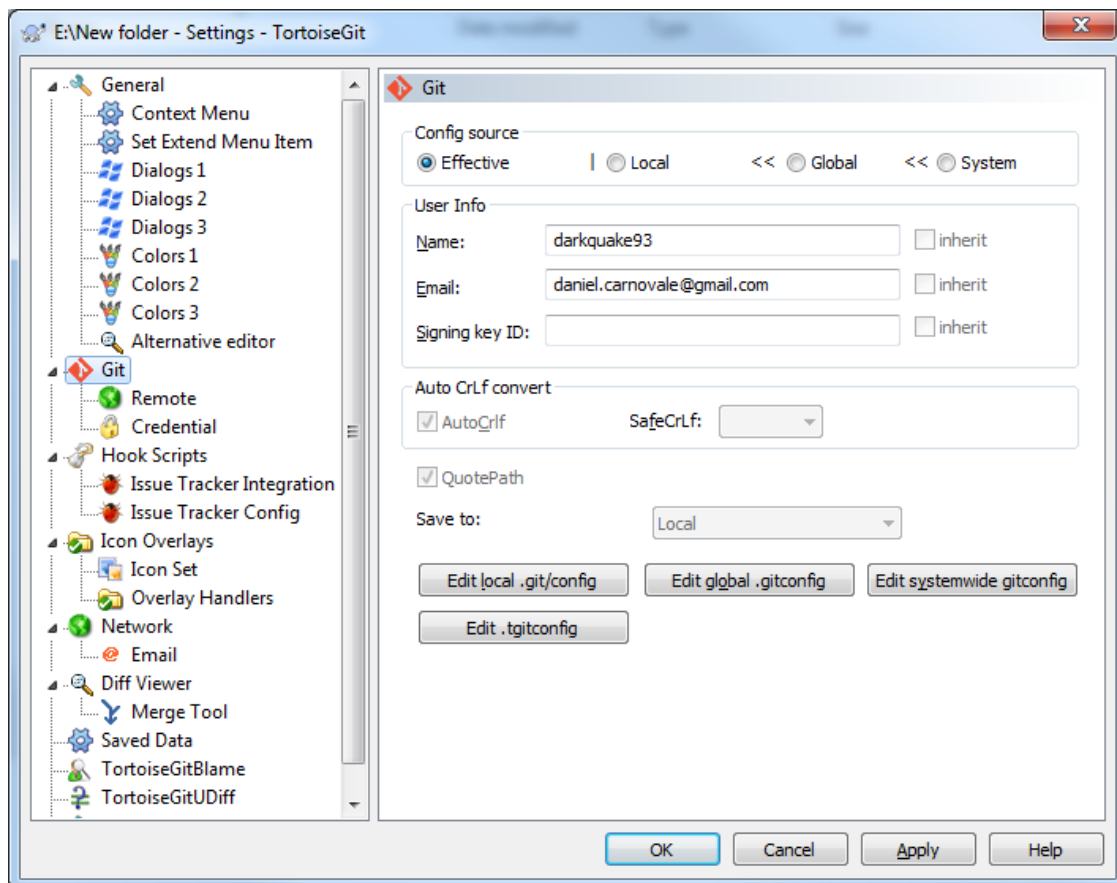 E:\New folder - Settings - TortoiseGit
General
Context Menu
Set Extend Menu Item
Dialogs 1
Dialogs 2
Dialogs 3
Colors 1
Colors 2
Colors 3
Alternative editor
Git
Remote
Credential
Hook Scripts
Issue Tracker Integration
Issue Tracker Config
Icon Overlays
Icon Set
Overlay Handlers
Network
Email
Diff Viewer
Merge Tool
Saved Data
TortoiseGitBlame
TortoiseGitUDiff
Git
Config source
Effective | Local << Global << System
User Info
Name: darkquake93 inherit
Email: daniel.carnovale@gmail.com inherit
Signing key ID: inherit
Auto CrLf convert
AutoCrlf SafeCrLf:
QuotePath
Save to: Local
Edit local .git/config Edit global .gitconfig Edit systemwide gitconfig
Edit .tgitconfig
OK Cancel Apply Help